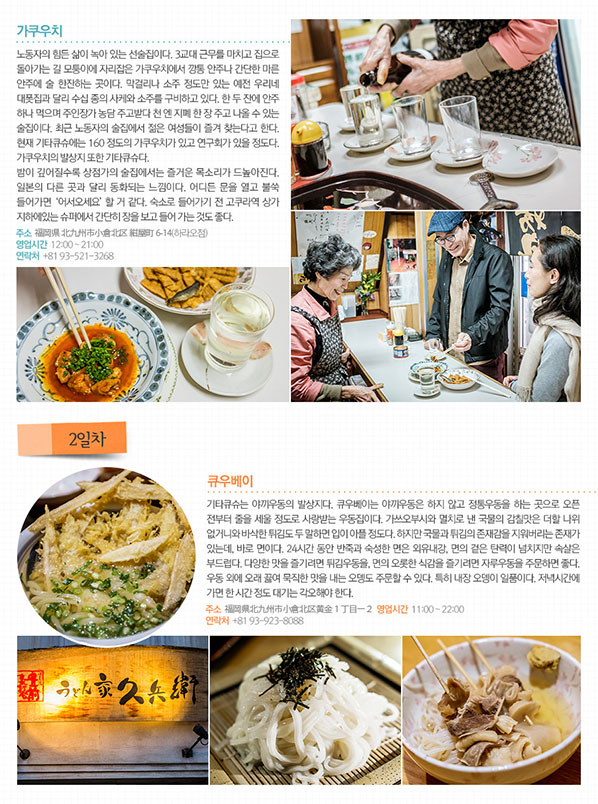 가쿠우치
노동자의 힘든 삶이 녹아 있는 선술집이다. 3교대 근무를 마치고 집으로
돌아가는 길 모퉁이에 자리잡은 가쿠우치에서 깡통 안주나 간단한 마른
안주에 술 한잔하는 곳이다. 막걸리나 소주 정도만 있는 예전 우리네
대폿집과 달리 수십 종의 사케와 소주를 구비하고 있다. 한 두 잔에 안주
하나 먹으며 주인장가 농담 주고받다 천 엔 지폐 한 장 주고 나올 수 있는
술집이다. 최근 노동자의 술집에서 젊은 여성들이 즐겨 찾는다고 한다.
현재 기타큐슈에는 160 정도의 가쿠우치가 있고 연구회가 있을 정도다.
가쿠우치의 발상지 또한 기타큐슈다.
밤이 깊어질수록 상점가의 술집에서는 즐거운 목소리가 드높아진다.
일본의 다른 곳과 달리 동화되는 느낌이다. 어디든 문을 열고 불쑥
들어가면 '어서오세요' 할 거 같다. 숙소로 들어가기 전 고쿠라역 상가
지하에있는 슈퍼에서 간단히 장을 보고 들어 가는 것도 좋다.
주소 福岡県 北九州市小倉北区 紺屋町 6-14(하라오점)
영업시간 12:00~21:00
연락처 +81 93-521-3268
2일차
큐우베이
기타큐슈는 야끼우동의 발상지다. 큐우베이는 야끼우동은 하지 않고 정통우동을 하는 곳으로 오픈
전부터 줄을 세울 정도로 사랑받는 우동집이다. 가쓰오부시와 멸치로 낸 국물의 감칠맛은 더할 나위
없거니와 바삭한 튀김도 두 말하면 입이 아플 정도다. 하지만 국물과 튀김의 존재감을 지워버리는 존재가
있는데, 바로 면이다. 24시간 동안 반죽과 숙성한 면은 외유내강, 면의 겉은 탄력이 넘치지만 속살은
부드럽다. 다양한 맛을 즐기려면 튀김우동을, 면의 오롯한 식감을 즐기려면 자루우동을 주문하면 좋다.
우동 외에 오래 끓여 묵직한 맛을 내는 오뎅도 주문할 수 있다. 특히 내장 오뎅이 일품이다. 저녁시간에
가면 한 시간 정도 대기는 각오해야 한다.
주소 福岡県北九州市小倉北区黄金 1 丁目一 2 영업시간 11:00~22:00
연락처 +81 93-923-8088
うどん家 久兵衛